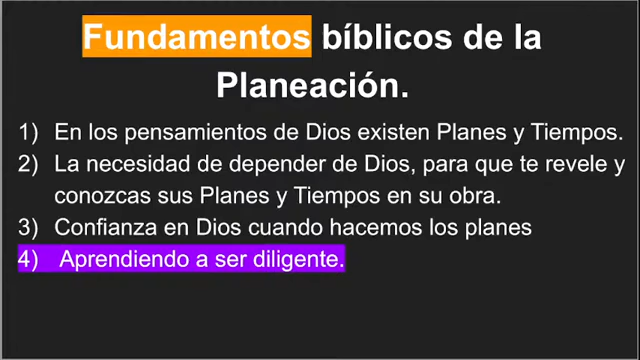 Fundamentos bíblicos de la
Planeación.
1) En los pensamientos de Dios existen Planes y Tiempos.
2) La necesidad de depender de Dios, para que te revele y
conozcas sus Planes y Tiempos en su obra.
3) Confianza en Dios cuando hacemos los planes
4) Aprendiendo a ser diligente.